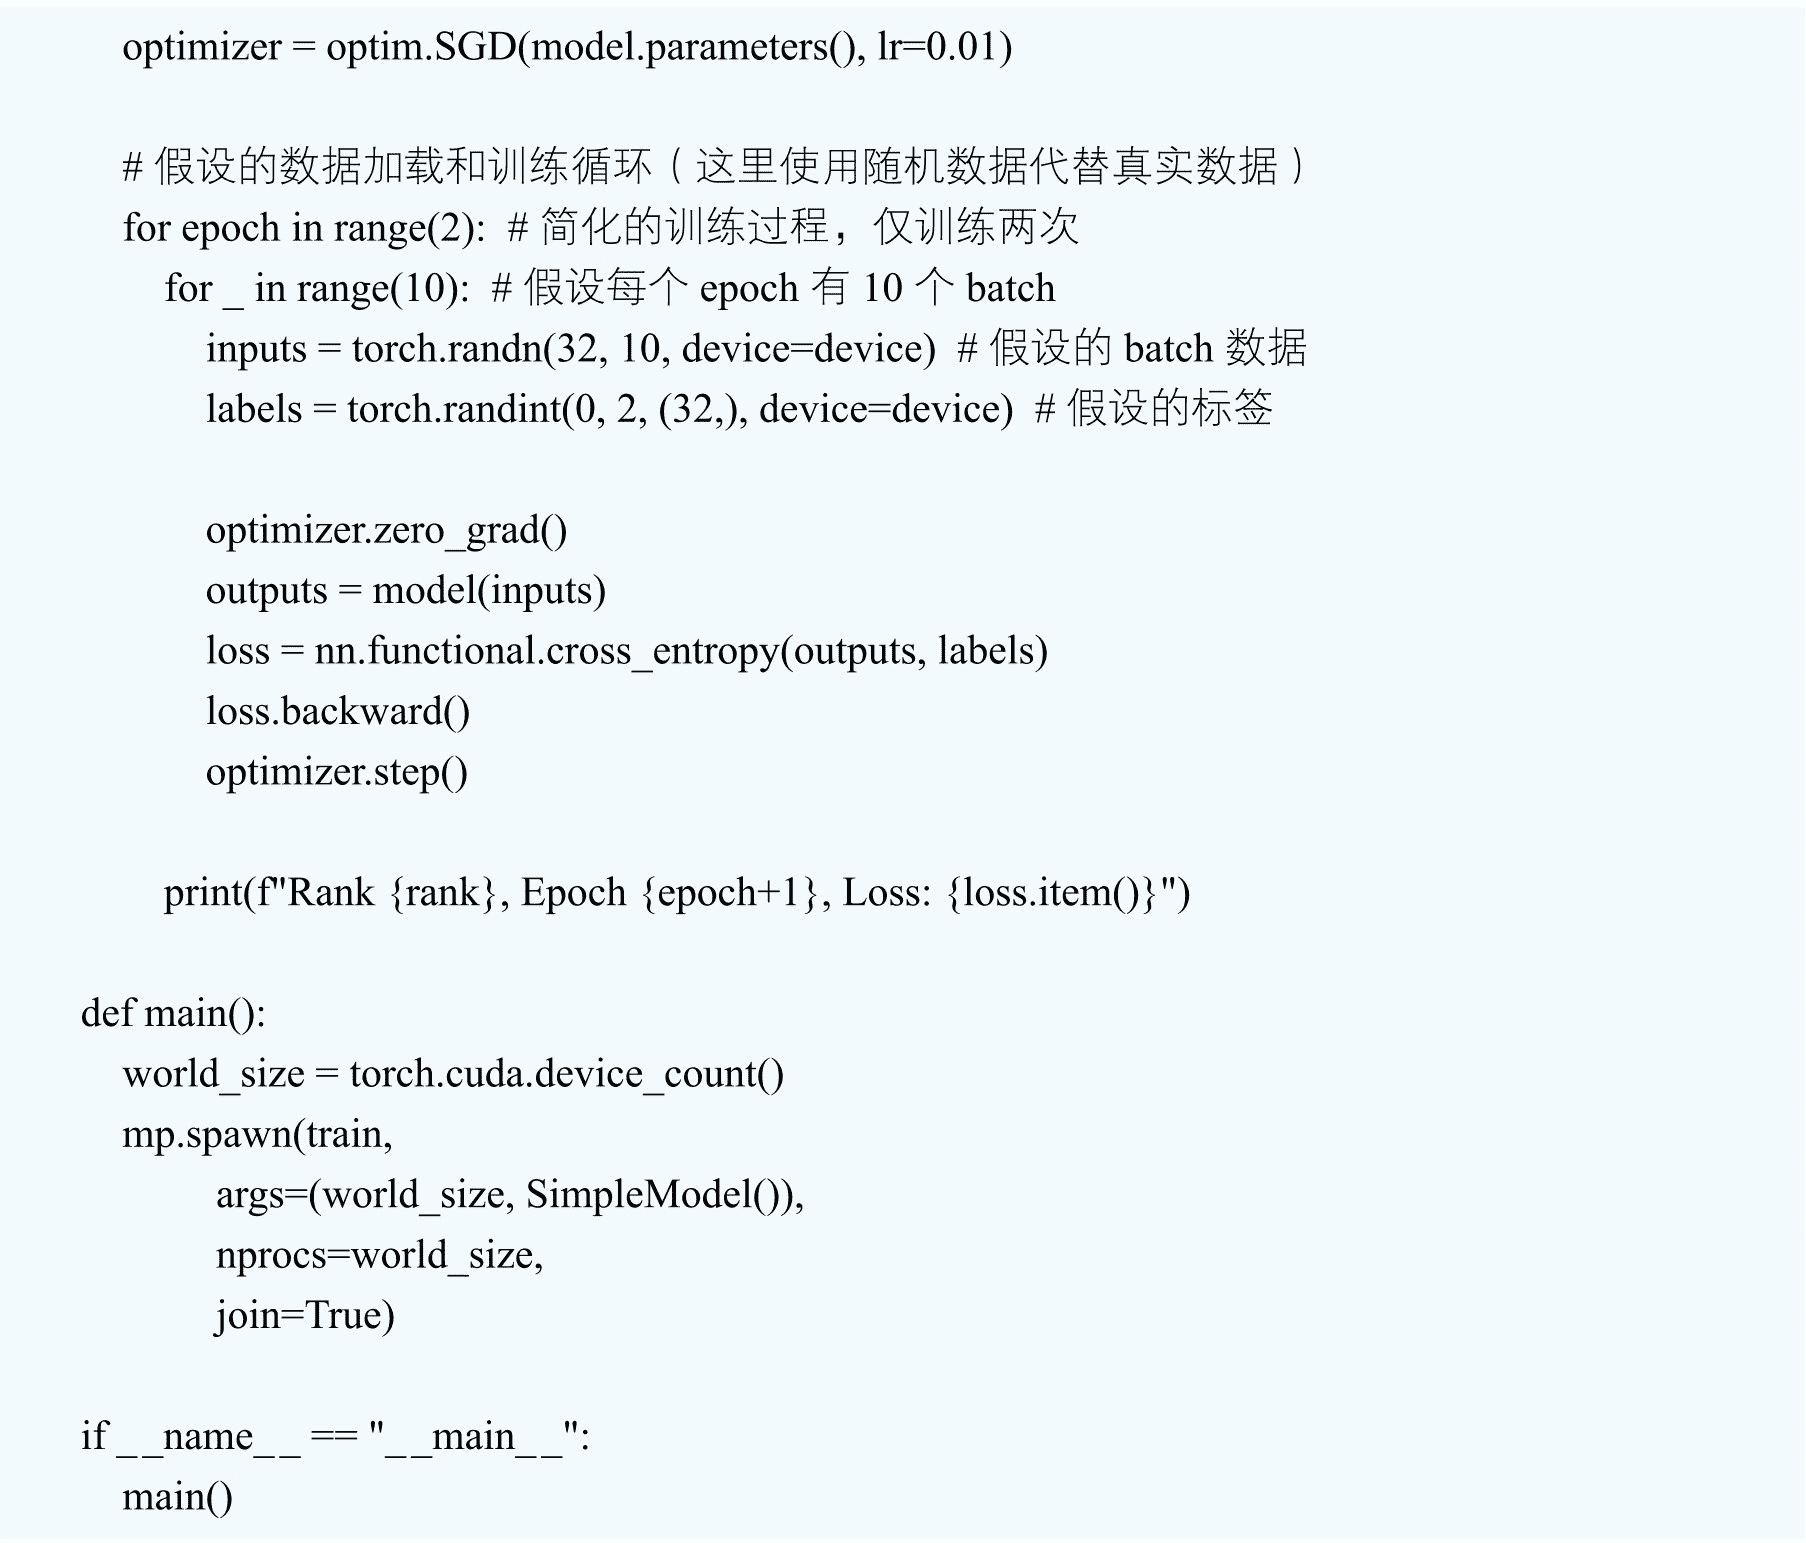 optimizer = optim.SGD(model.parameters(), lr=0.01)
# 假设的数据加载和训练循环（这里使用随机数据代替真实数据）
for epoch in range(2):  # 简化的训练过程，仅训练两次
for _ in range(10):  # 假设每个 epoch 有 10 个 batch
inputs = torch.randn(32, 10, device=device)  # 假设的 batch 数据
labels = torch.randint(0, 2, (32,), device=device)  # 假设的标签
optimizer.zero_grad()
outputs = model(inputs)
loss = nn.functional.cross_entropy(outputs, labels)
loss.backward()
optimizer.step()
print(f"Rank {rank}, Epoch {epoch+1}, Loss: {loss.item()}")
def main():
world_size = torch.cuda.device_count()
mp.spawn(train,
args=(world_size, SimpleModel()),
nprocs=world_size,
join=True)
if __name__ == "__main__":
main()